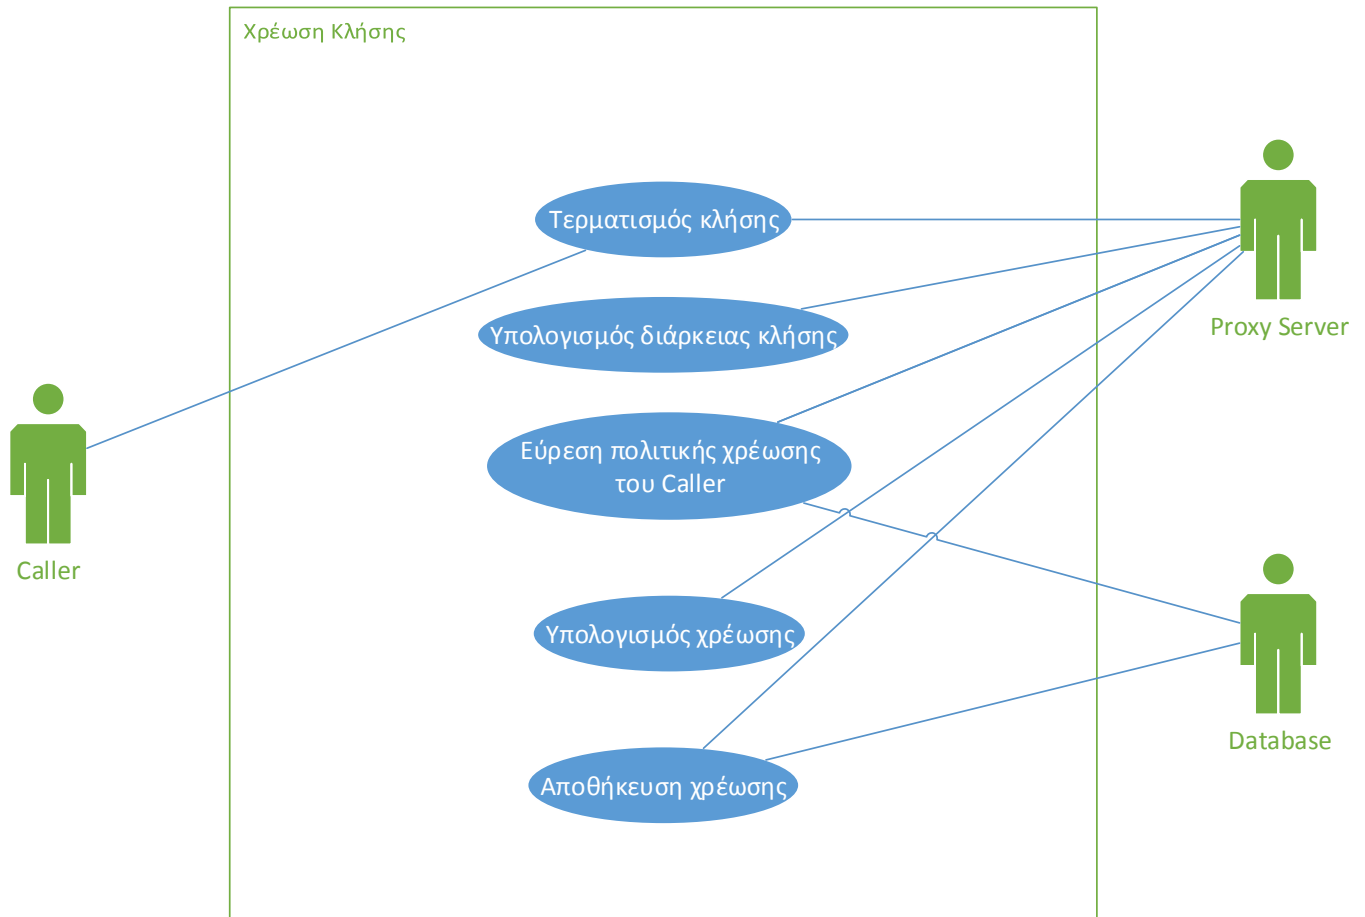 Χρέωση Κλήσης
Τερματισμός κλήσης
Proxy Server
Υπολογισμός διάρκειας κλήσης
Εύρεση πολιτικής χρέωσης
του Caller
Caller
Υπολογισμός χρέωσης
Database
Αποθήκευση χρέωσης